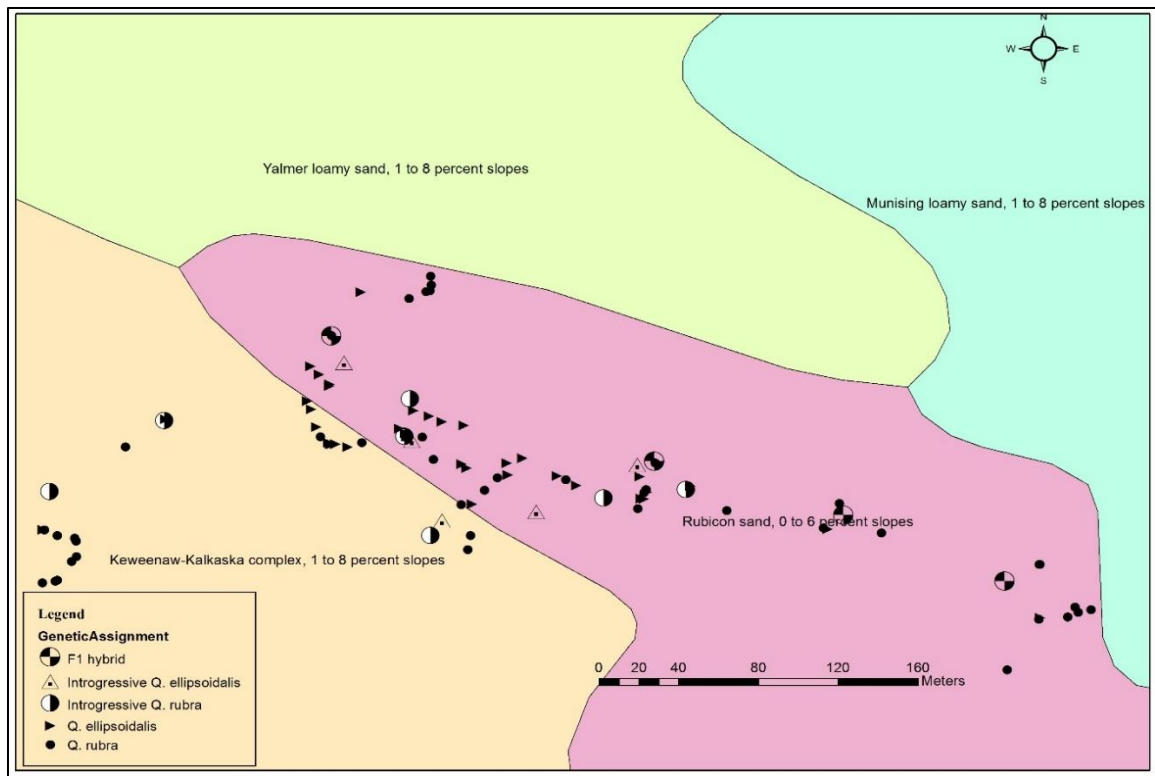 N
W E
S
Yalmer loamy sand, 1 to 8 percent slopes
Munising loamy sand, 1 to 8 percent slopes
Rubicon sand, 0 to 6 percent slopes
Keweenaw-Kalkaska complex, 1 to 8 percent slopes
Legend
GeneticAssignment
F1 hybrid
Introgressive Q. ellipsoidalis
Introgressive Q. rubra
Q. ellipsoidalis
Q. rubra
0 20 40 80 120 160
Meters